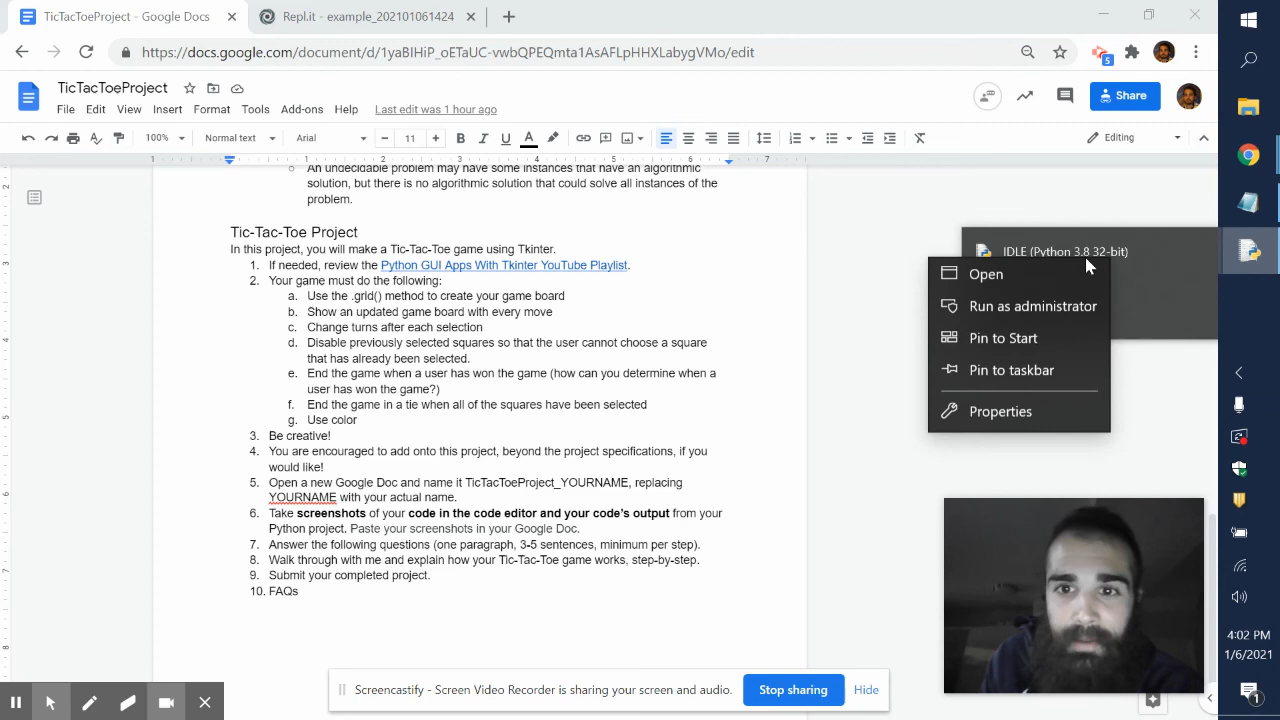 TicTacToeProject - Google Docs
Repl.it - example_202101061424
https://docs.google.com/document/d/1yaBIHiP_oETaIJC-vwbQPEQmta1AsAFLpHHXLabygVMo/edit
5
TicTacToeProject
File Edit View Insert Format Tools Add-ons Help Last edit was 1 hour ago
Share
100% Normal text Arial 11 Editing
1 1 2 3 4 5 6 7
An undecidable problem may have some instances that have an algorithmic
solution, but there is no algorithmic solution that could solve all instances of the
problem.
Tic-Tac-Toe Project
In this project, you will make a Tic-Tac-Toe game using Tkinter.
1. If needed, review the Python GUI Apps With Tkinter YouTube Playlist.
2. Your game must do the following:
a. Use the .grid() method to create your game board
b. Show an updated game board with every move
c. Change turns after each selection
d. Disable previously selected squares so that the user cannot choose a square
that has already been selected.
e. End the game when a user has won the game (how can you determine when a
user has won the game?)
f. End the game in a tie when all of the squares have been selected
g. Use color
3. Be creative!
4. You are encouraged to add onto this project, beyond the project specifications, if you
would like!
5. Open a new Google Doc and name it TicTacToeProject_YOURNAME, replacing
YOURNAME with your actual name.
6. Take screenshots of your code in the code editor and your code's output from your
Python project. Paste your screenshots in your Google Doc.
7. Answer the following questions (one paragraph, 3-5 sentences, minimum per step).
8. Walk through with me and explain how your Tic-Tac-Toe game works, step-by-step.
9. Submit your completed project.
10. FAQs
IDLE (Python 3.8 32-bit)
Open
Run as administrator
Pin to Start
Pin to taskbar
Properties
Screencastify - Screen Video Recorder is sharing your screen and audio.
Stop sharing
Hide
4:02 PM
1/6/2021
1